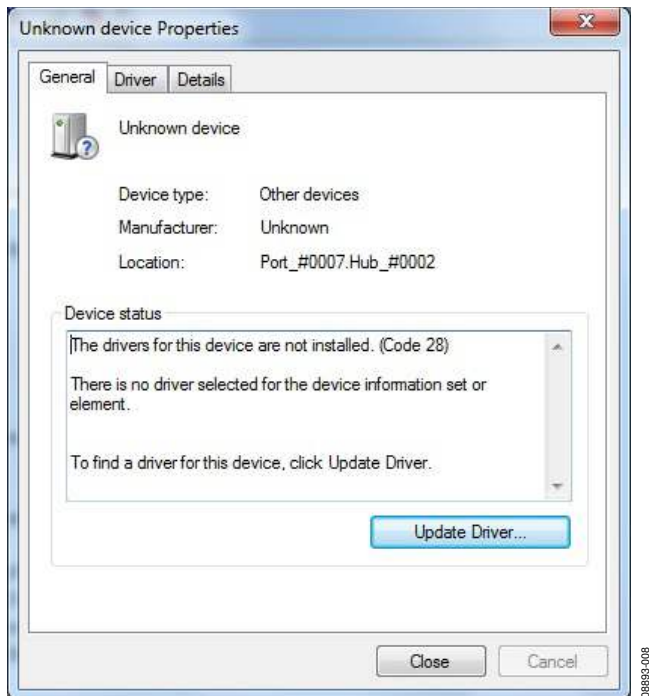 Unknown device Properties
General Driver Details
Unknown device
Device type: Other devices
Manufacturer: Unknown
Location: Port_#0007.Hub_#0002
Device status
The drivers for this device are not installed. (Code 28)
There is no driver selected for the device information set or
element.
To find a driver for this device, click Update Driver.
Update Driver...
Close Cancel
08893-008